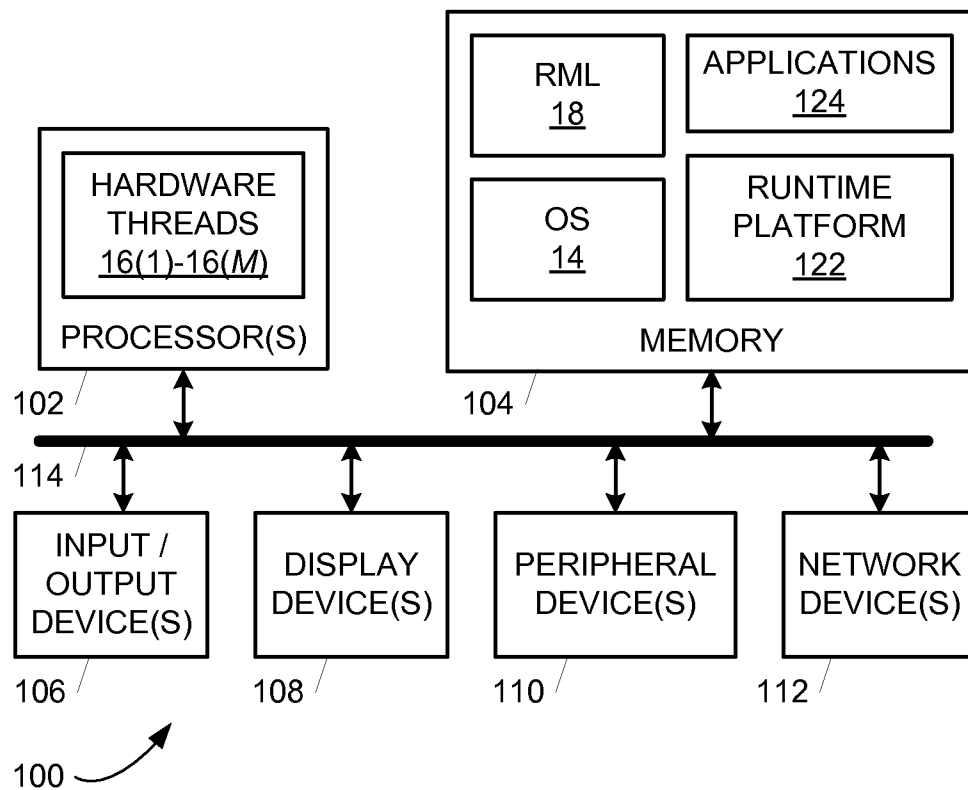 RML
18
APPLICATIONS
124
HARDWARE
THREADS
16(1)-16(M)
PROCESSOR(S)
OS
14
RUNTIME
PLATFORM
122
MEMORY
102
104
114
INPUT /
OUTPUT
DEVICE(S)
DISPLAY
DEVICE(S)
PERIPHERAL
DEVICE(S)
NETWORK
DEVICE(S)
106
108
110
112
100